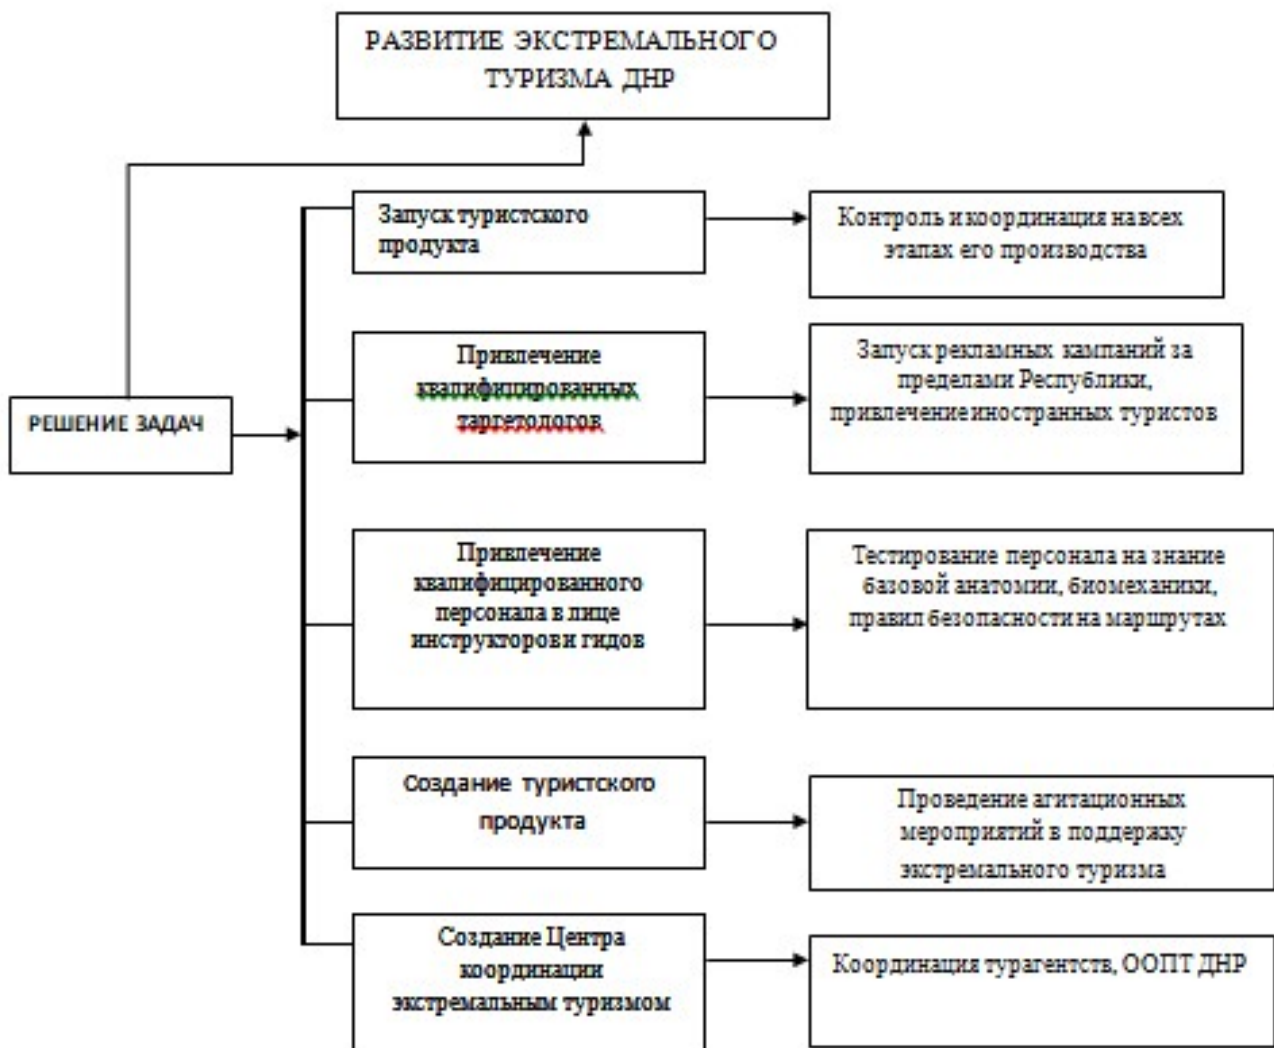 РАЗВИТИЕ ЭКСТРЕМАЛЬНОГО
ТУРИЗМА ДНР
РЕШЕНИЕ ЗАДАЧ
Запуск туристского
продукта
Контроль и координация на всех
этапах его производства
Привлечение
квалифицированных
таргетологов
Запуск рекламных кампаний за
пределами Республики,
привлечение иностранных туристов
Привлечение
квалифицированного
персонала в лице
инструкторов и гидов
Тестирование персонала на знание
базовой анатомии, биомеханики,
правил безопасности на маршрутах
Создание туристского
продукта
Проведение агитационных
мероприятий в поддержку
экстремального туризма
Создание Центра
координации
экстремальным туризмом
Координация турагентств, ООПТ ДНР